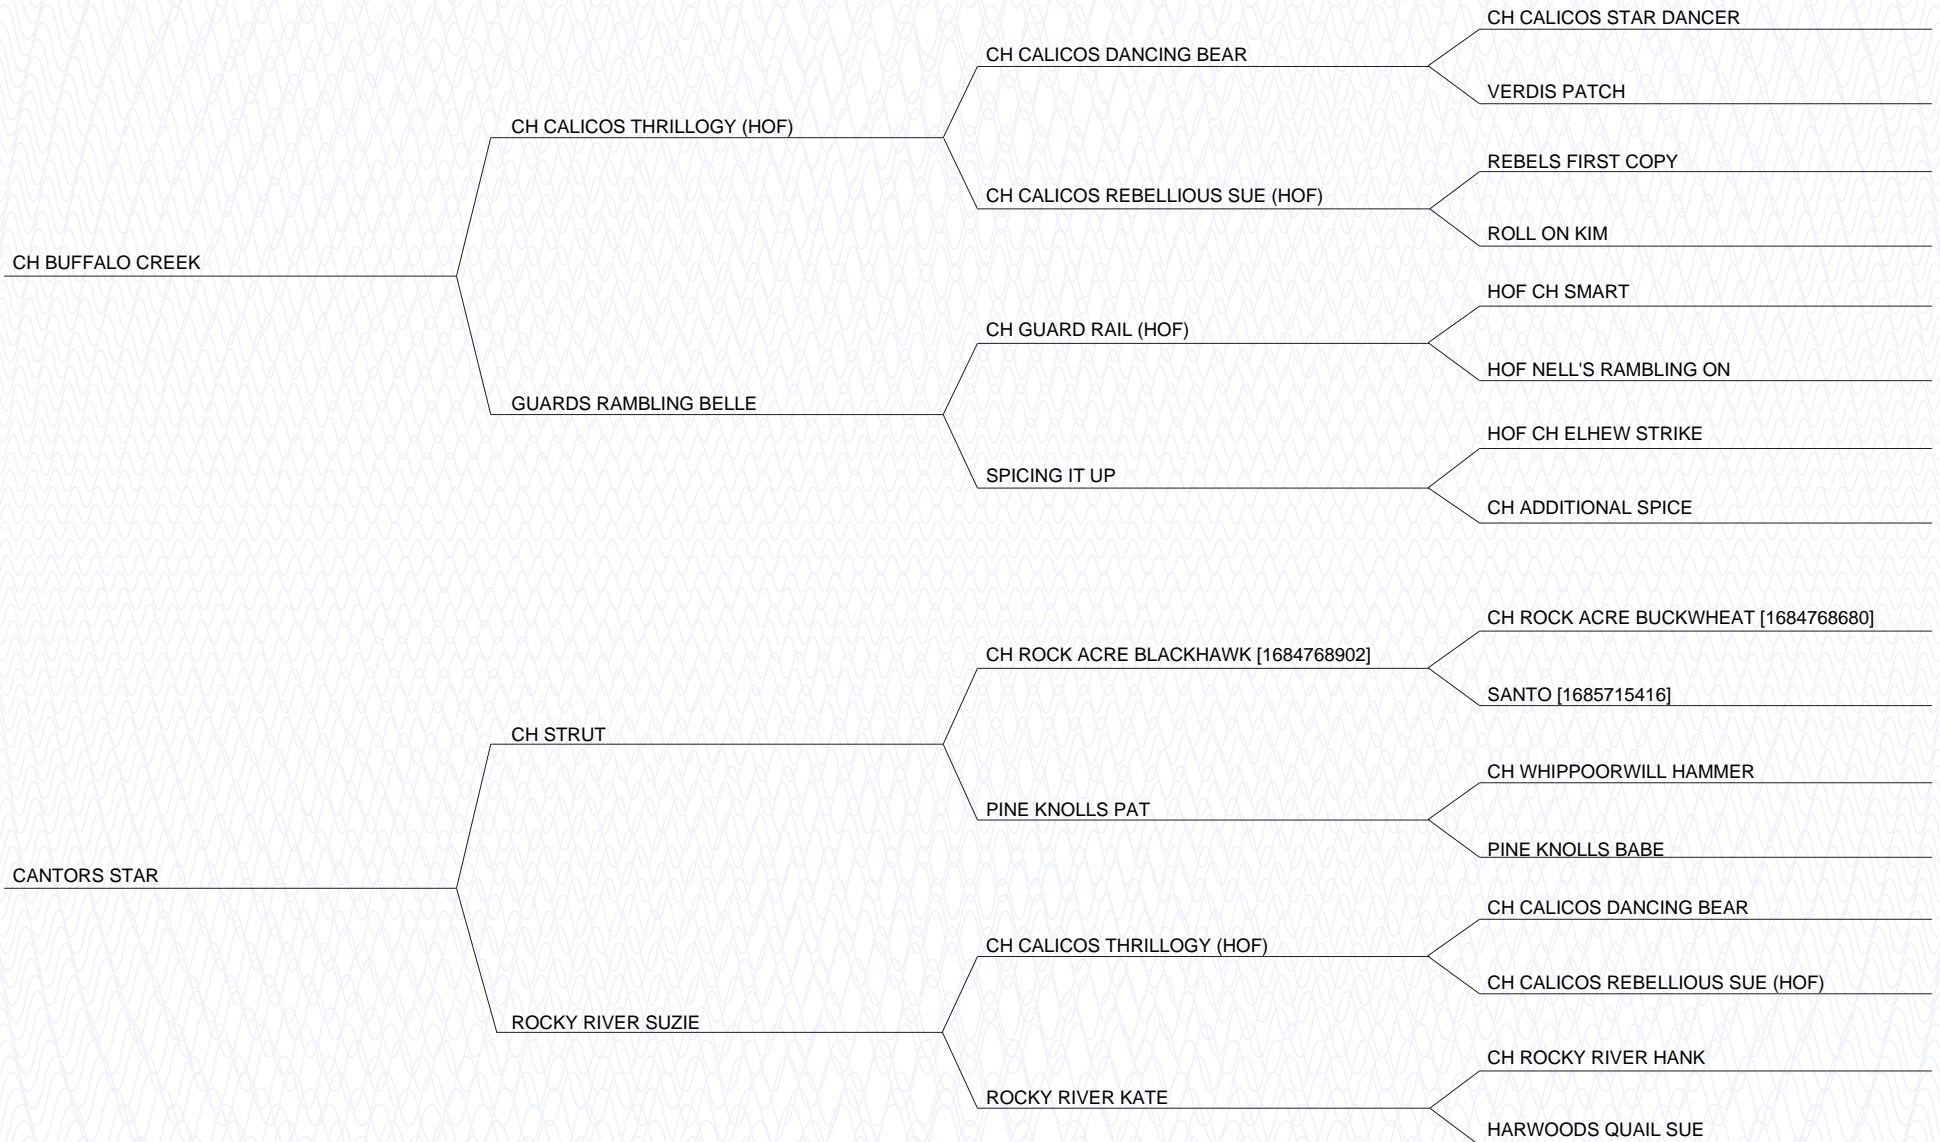 CH CALICOS STAR DANCER
CH CALICOS DANCING BEAR
VERDIS PATCH
CH CALICOS THRILLOGY (HOF)
REBELS FIRST COPY
CH CALICOS REBELLIOUS SUE (HOF)
ROLL ON KIM
CH BUFFALO CREEK
HOF CH SMART
CH GUARD RAIL (HOF)
HOF NELL'S RAMBLING ON
GUARDS RAMBLING BELLE
HOF CH ELHEW STRIKE
SPICING IT UP
CH ADDITIONAL SPICE
CH ROCK ACRE BUCKWHEAT [1684768680]
CH ROCK ACRE BLACKHAWK [1684768902]
SANTO [1685715416]
CH STRUT
CH WHIPPOORWILL HAMMER
PINE KNOLLS PAT
PINE KNOLLS BABE
CANTORS STAR
CH CALICOS DANCING BEAR
CH CALICOS THRILLOGY (HOF)
CH CALICOS REBELLIOUS SUE (HOF)
ROCKY RIVER SUZIE
CH ROCKY RIVER HANK
ROCKY RIVER KATE
HARWOODS QUAIL SUE